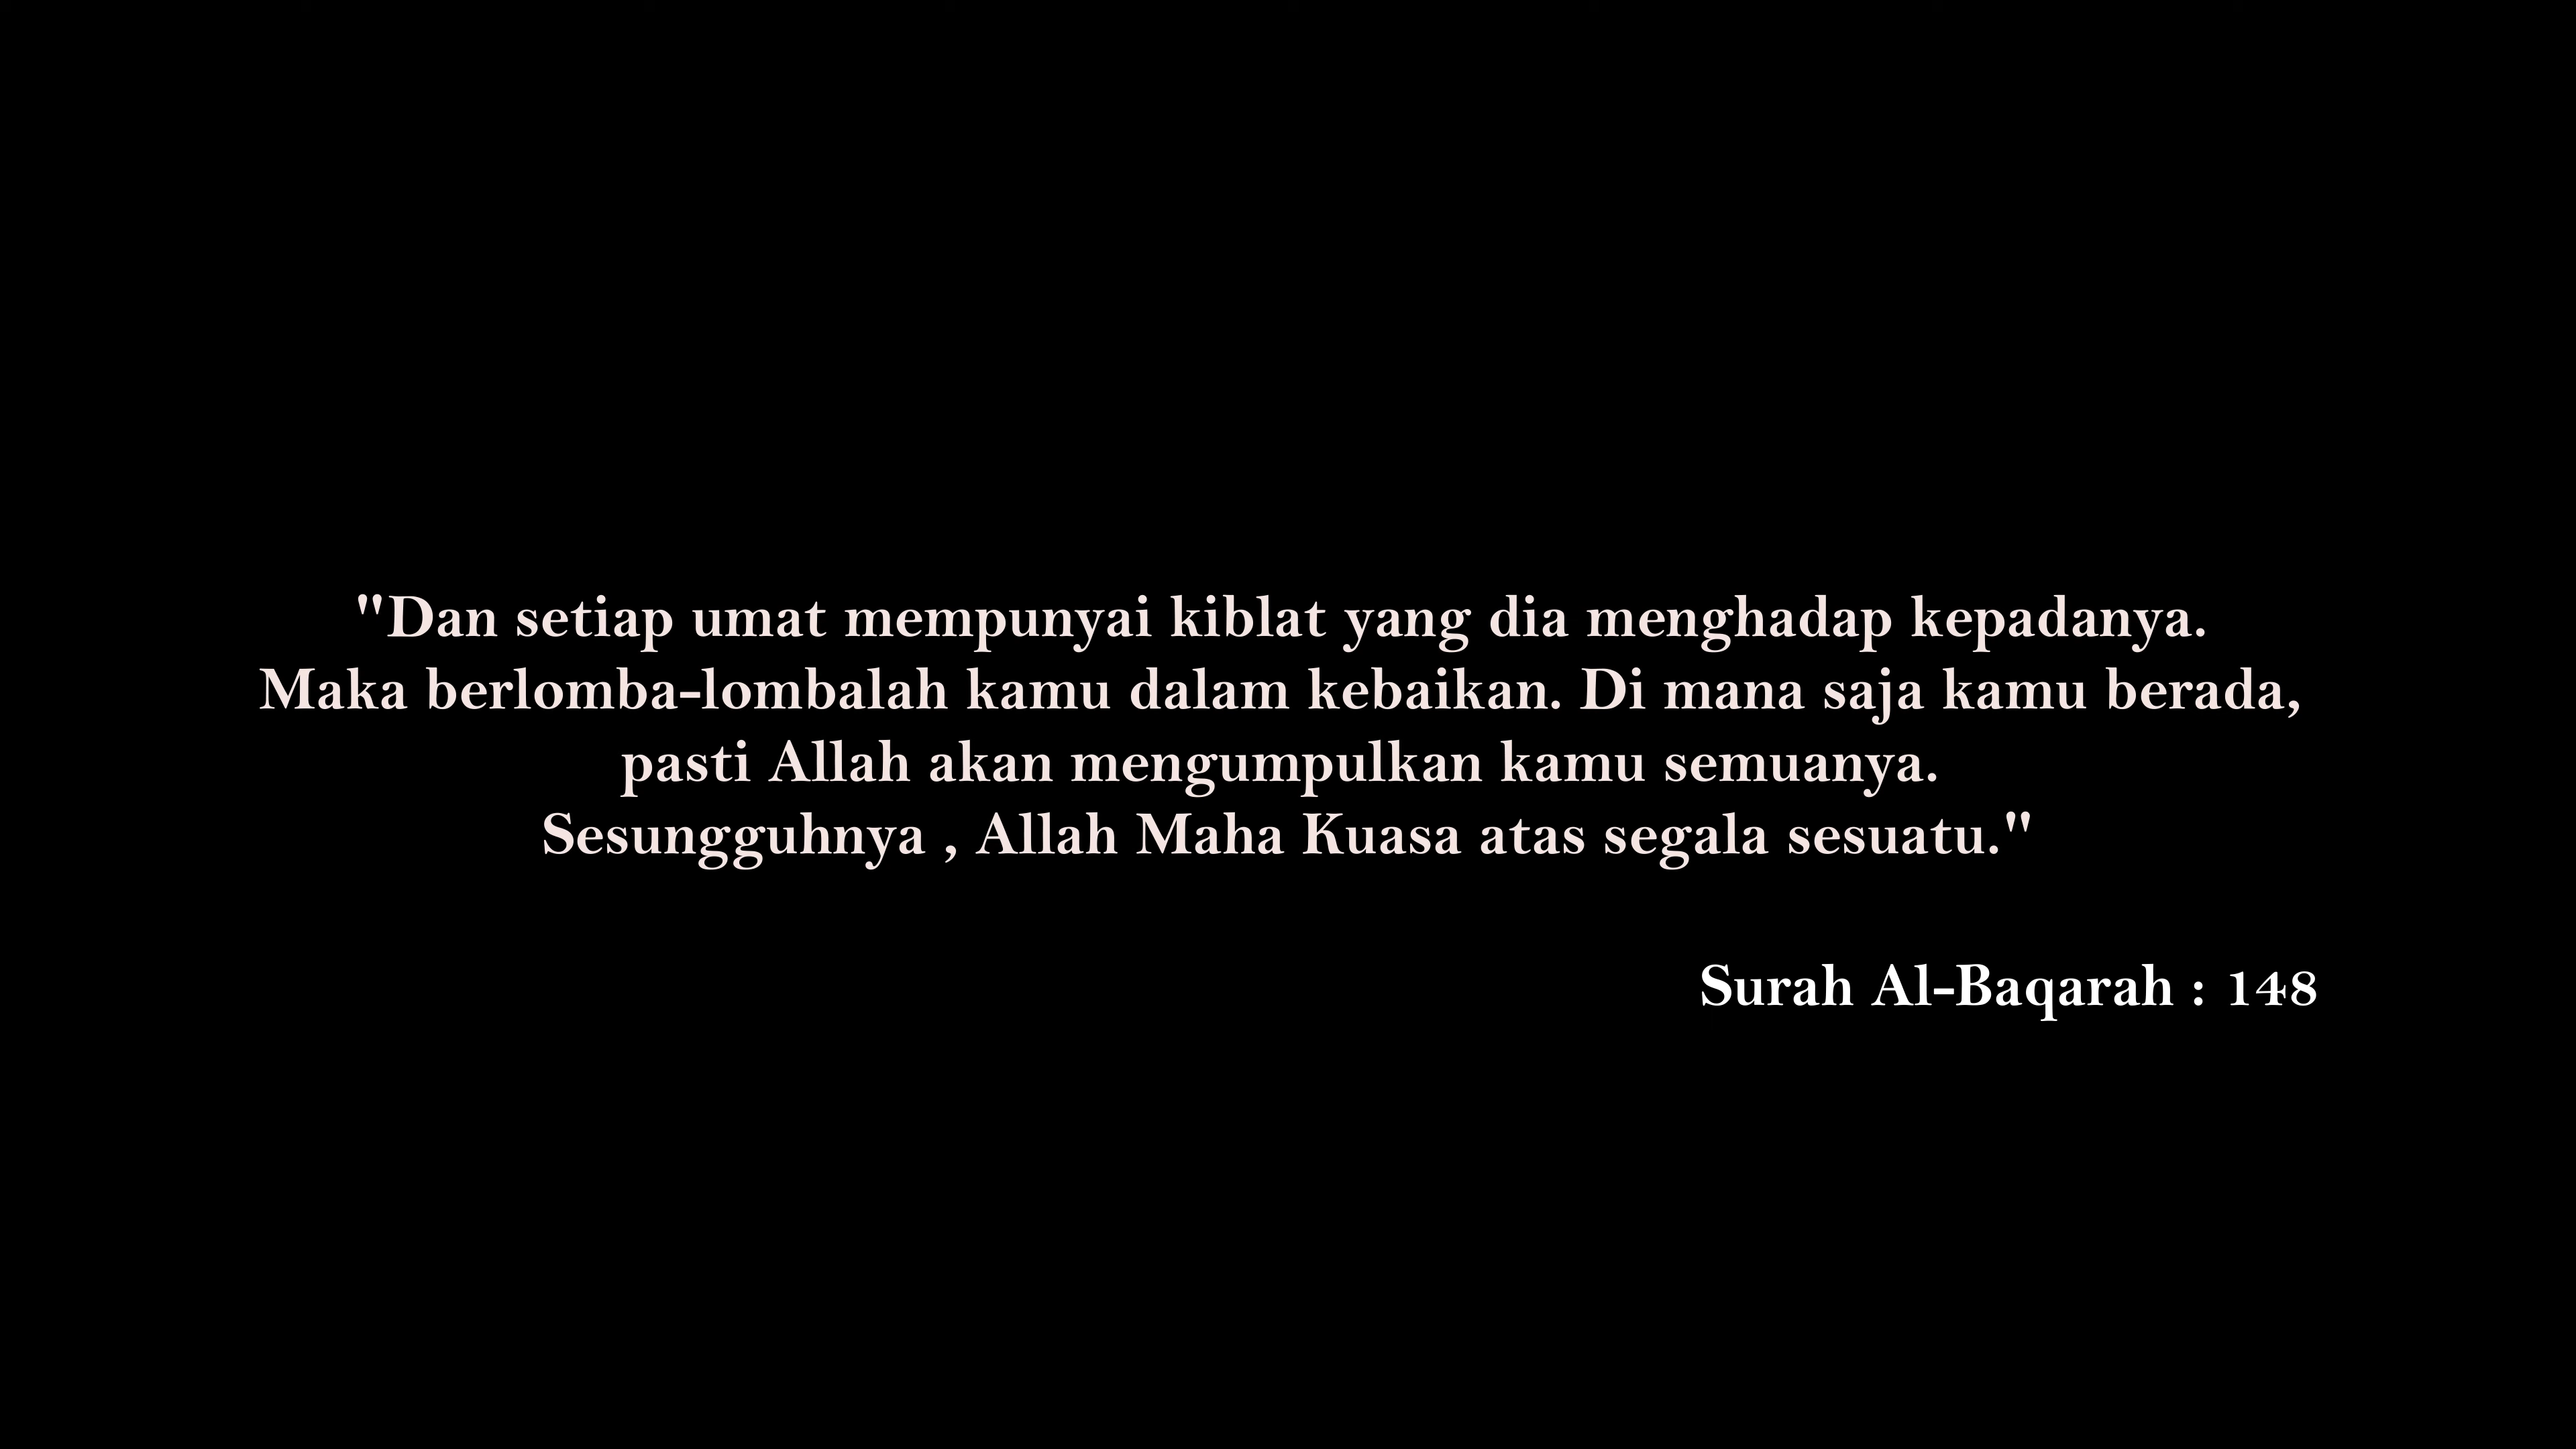 "Dan setiap umat mempunyai kiblat yang dia menghadap kepadanya.
Maka berlomba-lombalah kamu dalam kebaikan. Di mana saja kamu berada,
pasti Allah akan mengumpulkan kamu semuanya.
Sesungguhnya , Allah Maha Kuasa atas segala sesuatu."
Surah Al-Baqarah : 148